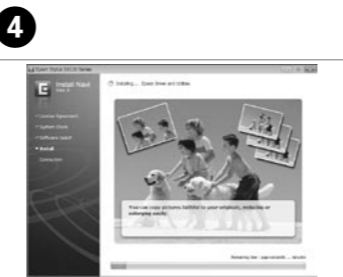 4
Install Navi
Installing... Epson Driver and Utilities
License Agreement
System Check
Software Select
Install
Connection
You can copy pictures faithful to your originals, reducing or
enlarging easily.